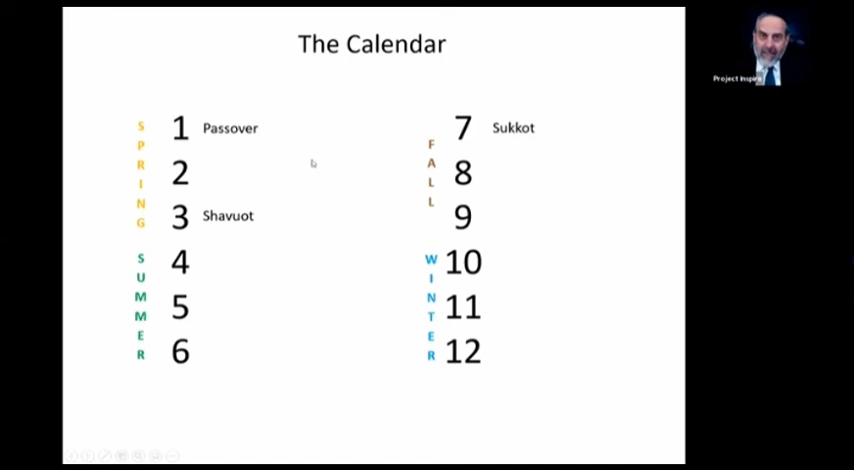 The Calendar
SPRING
1 Passover
2
3 Shavuot
SUMMER
4
5
6
FALL
7 Sukkot
8
9
WINTER
10
11
12
Project Inspire